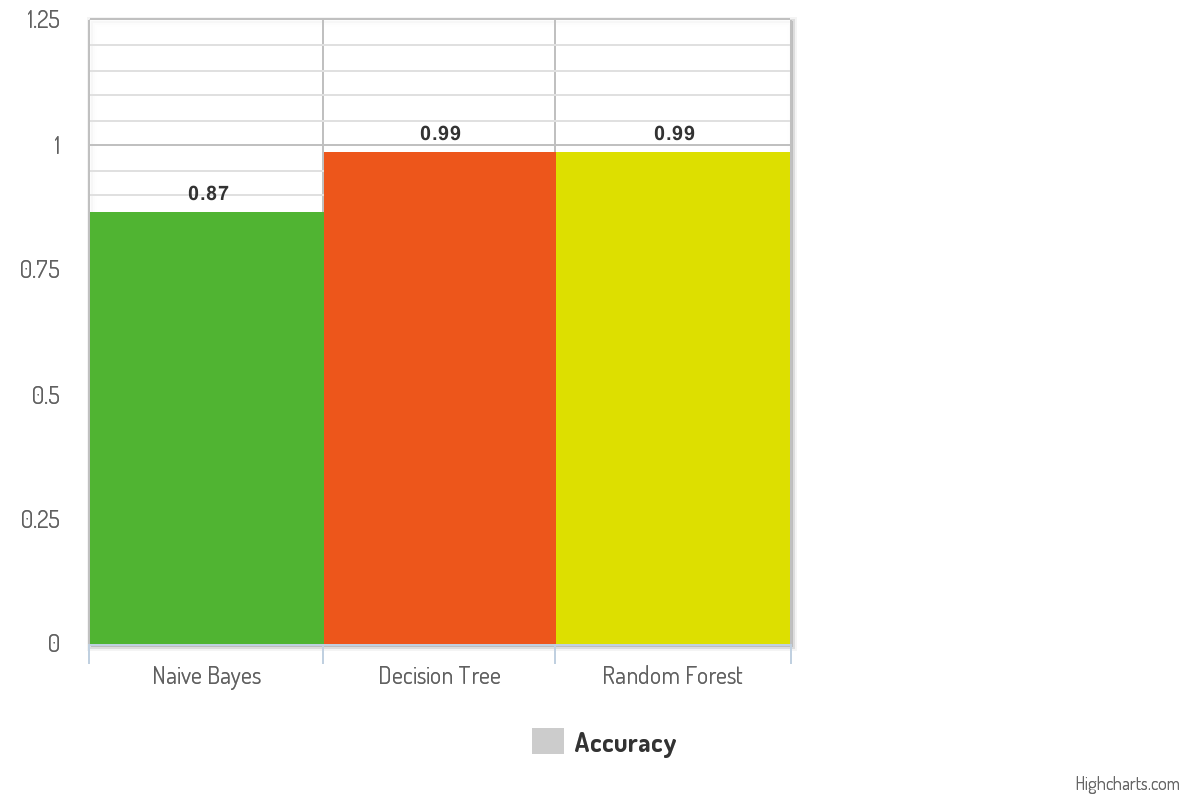 1.25
1
0.75
0.5
0.25
0
0.87
0.99
0.99
Naive Bayes
Decision Tree
Random Forest
Accuracy
Highcharts.com